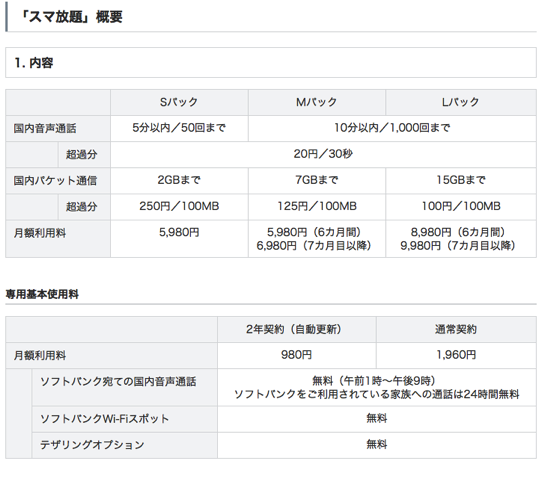 「スマ放題」概要
1. 内容
Sパック Mパック Lパック
国内音声通話 5分以内／50回まで 10分以内／1,000回まで
超過分 20円／30秒
国内パケット通信 2GBまで 7GBまで 15GBまで
超過分 250円／100MB 125円／100MB 100円／100MB
月額利用料 5,980円 5,980円（6カ月間） 8,980円（6カ月間）
6,980円（7カ月目以降） 9,980円（7カ月目以降）
専用基本使用料
2年契約（自動更新） 通常契約
月額利用料 980円 1,960円
ソフトバンク宛ての国内音声通話 無料（午前1時〜午後9時）
ソフトバンクをご利用されている家族への通話は24時間無料
ソフトバンクWi-Fiスポット 無料
テザリングオプション 無料